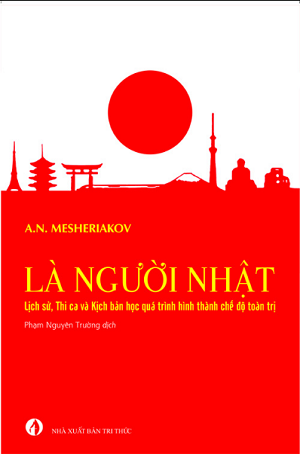 A.N. MESHERIAKOV
LÀ NGƯỜI NHẬT
Lịch sử, Thi ca và Kịch bản học quá trình hình thành chế độ toàn trị
Phạm Nguyên Trường dịch
NHÀ XUẤT BẢN TRI THỨC